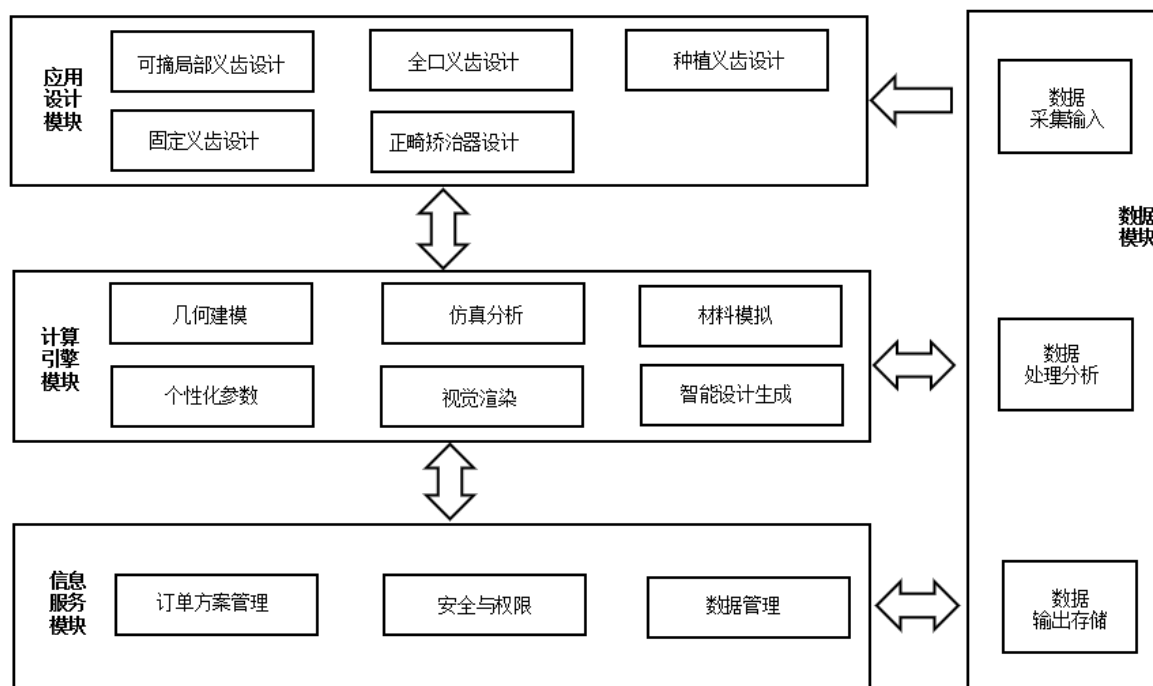 应用
设计
模块
可摘局部义齿设计
全口义齿设计
种植义齿设计
固定义齿设计
正畸矫治器设计
计算
引擎
模块
几何建模
仿真分析
材料模拟
个性化参数
视觉渲染
智能设计生成
信息
服务
模块
订单方案管理
安全与权限
数据管理
数据
采集输入
数据
模块
数据
处理分析
数据
输出存储